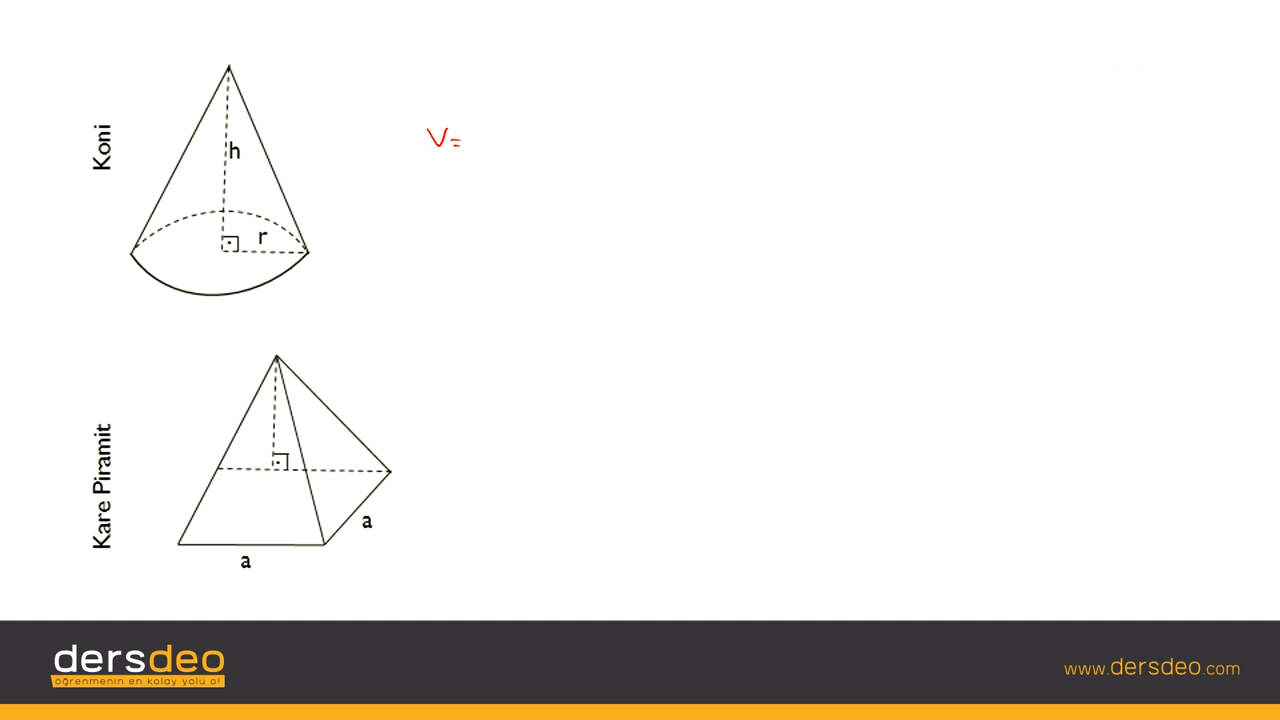 Koni
h
r
V=
Kare Piramit
a
a
dersdeo
öğrenmenin en kolay yolu o!
www.dersdeo.com